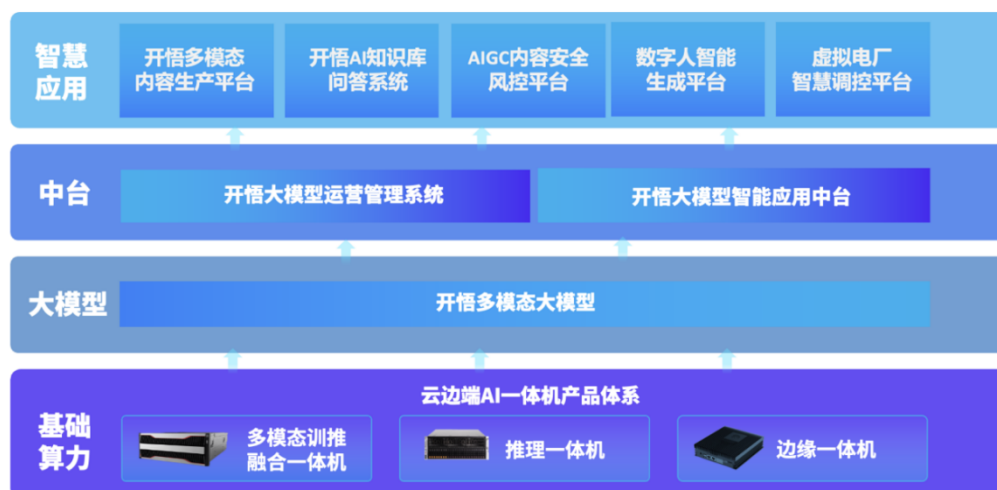 智慧
应用
开悟多模态
内容生产平台
开悟AI知识库
问答系统
AIGC内容安全
风控平台
数字人智能
生成平台
虚拟电厂
智慧调控平台
中台
开悟大模型运营管理系统
开悟大模型智能应用中台
大模型
开悟多模态大模型
基础
算力
云边端AI一体机产品体系
多模态训推
融合一体机
推理一体机
边缘一体机